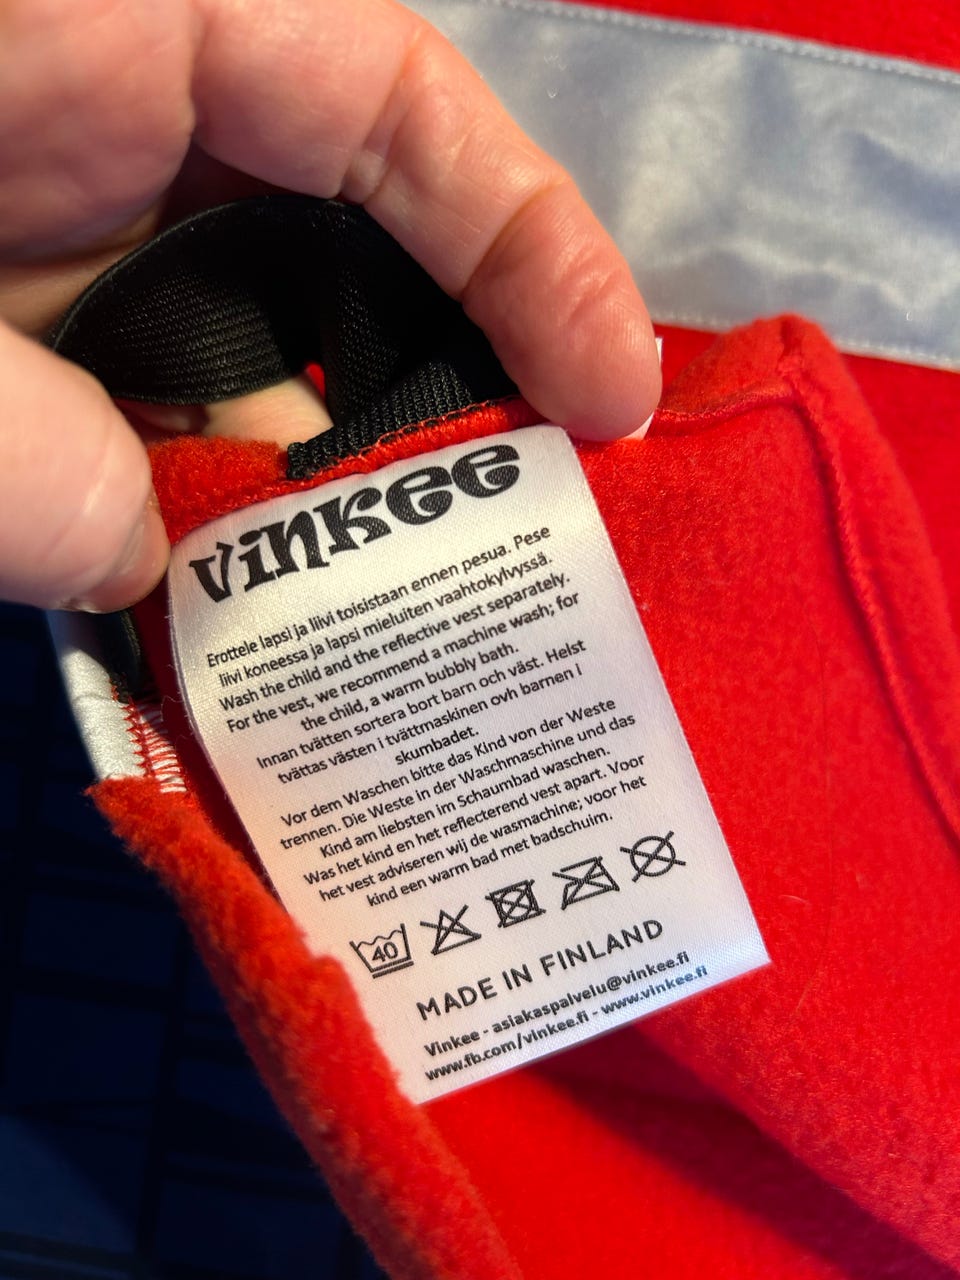 Vinkee
Erottele lapsi ja liivi toisistaan ennen pesua. Pese
liivi koneessa ja lapsi mieluiten vaahtokylvyssä.
Wash the child and the reflective vest separately.
For the vest, we recommend a machine wash; for
the child, a warm bubbly bath.
Innan tvätten sortera bort barn och väst. Helst
tvättas västen i tvättmaskinen ovh barnen i
skumbadet.
Vor dem Waschen bitte das Kind von der Weste
trennen. Die Weste in der Waschmaschine und das
Kind am liebsten im Schaumbad waschen.
Was het kind en het reflecterend vest apart. Voor
het vest adviseren wij de wasmachine; voor het
kind een warm bad met badschuim.
40
MADE IN FINLAND
Vinkee - asiakaspalvelu@vinkee.fi
www.fb.com/vinkee.fi - www.vinkee.fi